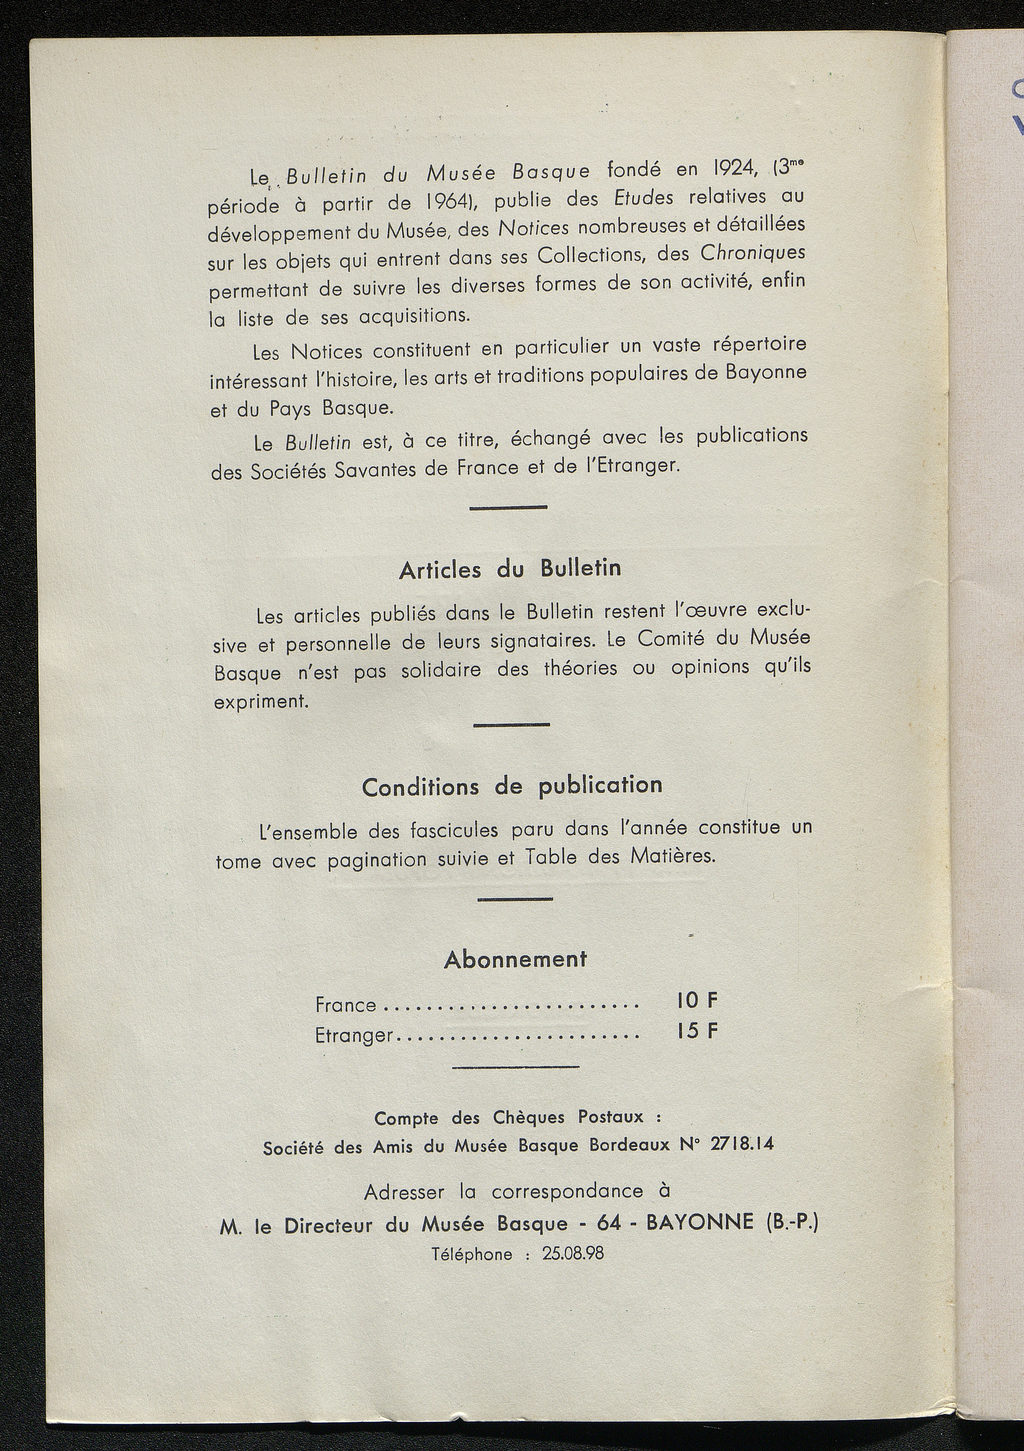 Le Bulletin du Musée Basque fondé en 1924, (3me
période à partir de 1964), publie des Etudes relatives au
développement du Musée, des Notices nombreuses et détaillées
sur les objets qui entrent dans ses Collections, des Chroniques
permettant de suivre les diverses formes de son activité, enfin
la liste de ses acquisitions.
Les Notices constituent en particulier un vaste répertoire
intéressant l'histoire, les arts et traditions populaires de Bayonne
et du Pays Basque.
Le Bulletin est, à ce titre, échangé avec les publications
des Sociétés Savantes de France et de l'Etranger.
Articles du Bulletin
Les articles publiés dans le Bulletin restent l'œuvre exclu-
sive et personnelle de leurs signataires. Le Comité du Musée
Basque n'est pas solidaire des théories ou opinions qu'ils
expriment.
Conditions de publication
L'ensemble des fascicules paru dans l'année constitue un
tome avec pagination suivie et Table des Matières.
Abonnement
France ........................ 10 F
Etranger....................... 15 F
Compte des Chèques Postaux :
Société des Amis du Musée Basque Bordeaux N° 2718.14
Adresser la correspondance à
M. le Directeur du Musée Basque - 64 - BAYONNE (B.-P.)
Téléphone : 25.08.98